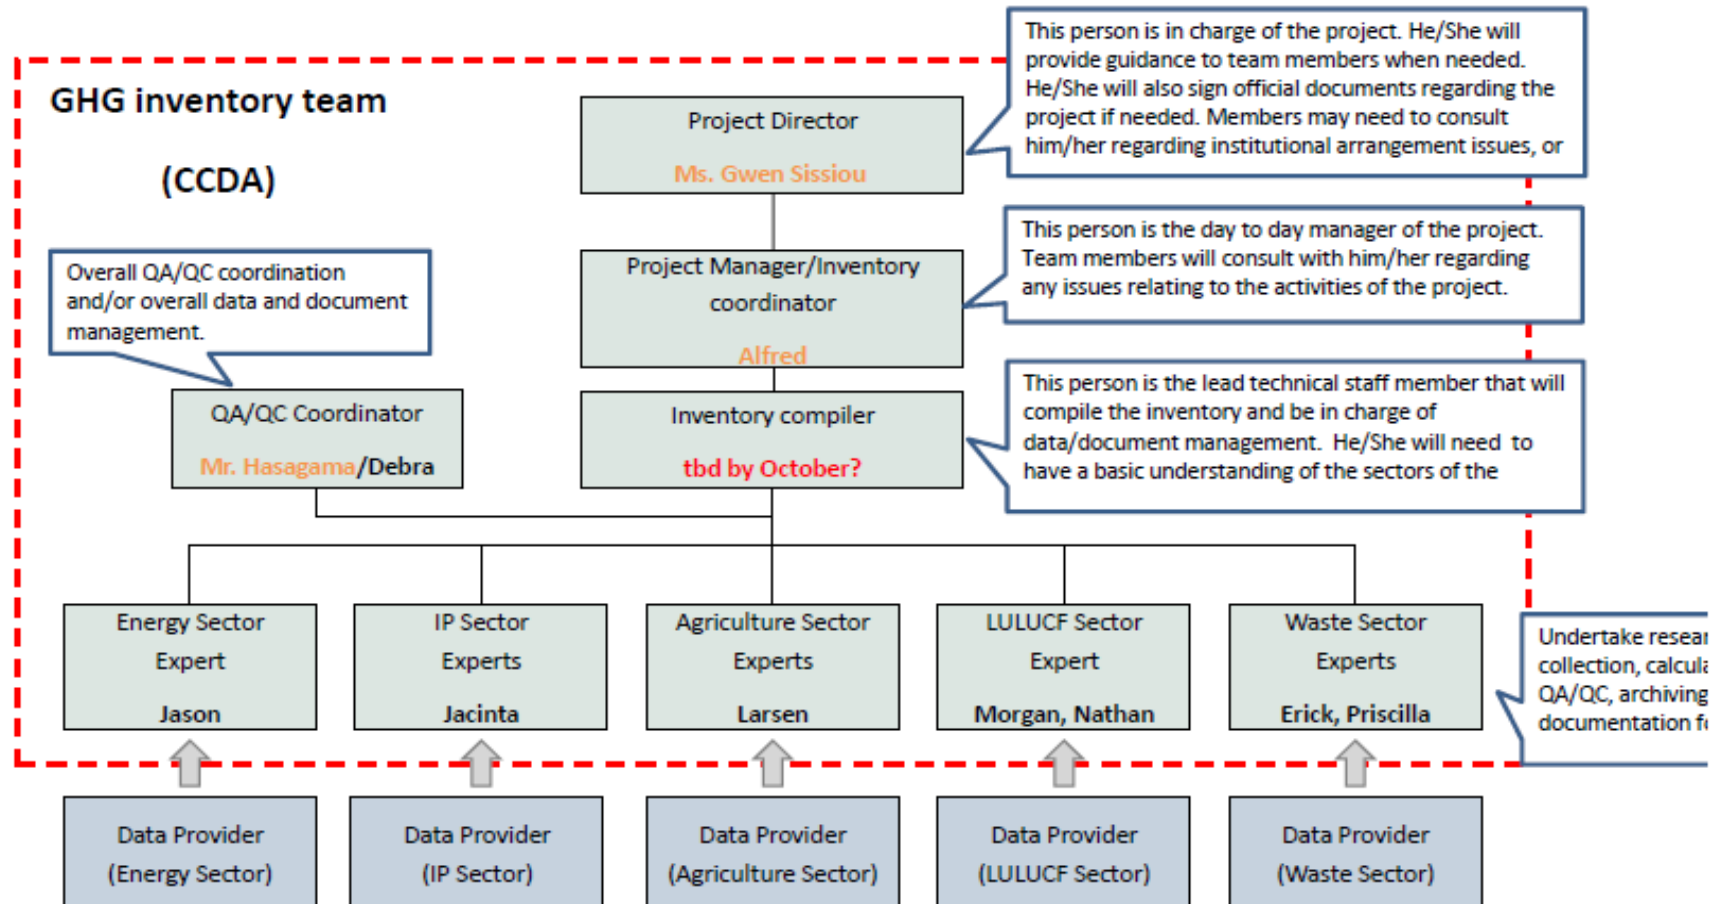 GHG inventory team
(CCDA)
This person is in charge of the project. He/She will
provide guidance to team members when needed.
He/She will also sign official documents regarding the
project if needed. Members may need to consult
him/her regarding institutional arrangement issues, or
Project Director
Ms. Gwen Sissiou
This person is the day to day manager of the project.
Team members will consult with him/her regarding
any issues relating to the activities of the project.
Project Manager/Inventory
coordinator
Alfred
Overall QA/QC coordination
and/or overall data and document
management.
QA/QC Coordinator
Mr. Hasagama/Debra
Inventory compiler
tbd by October?
This person is the lead technical staff member that will
compile the inventory and be in charge of
data/document management. He/She will need to
have a basic understanding of the sectors of the
Energy Sector
Expert
Jason
IP Sector
Experts
Jacinta
Agriculture Sector
Experts
Larsen
LULUCF Sector
Expert
Morgan, Nathan
Waste Sector
Experts
Erick, Priscilla
Undertake
collection,
QA/QC, archiving
documentation
Data Provider
(Energy Sector)
Data Provider
(IP Sector)
Data Provider
(Agriculture Sector)
Data Provider
(LULUCF Sector)
Data Provider
(Waste Sector)